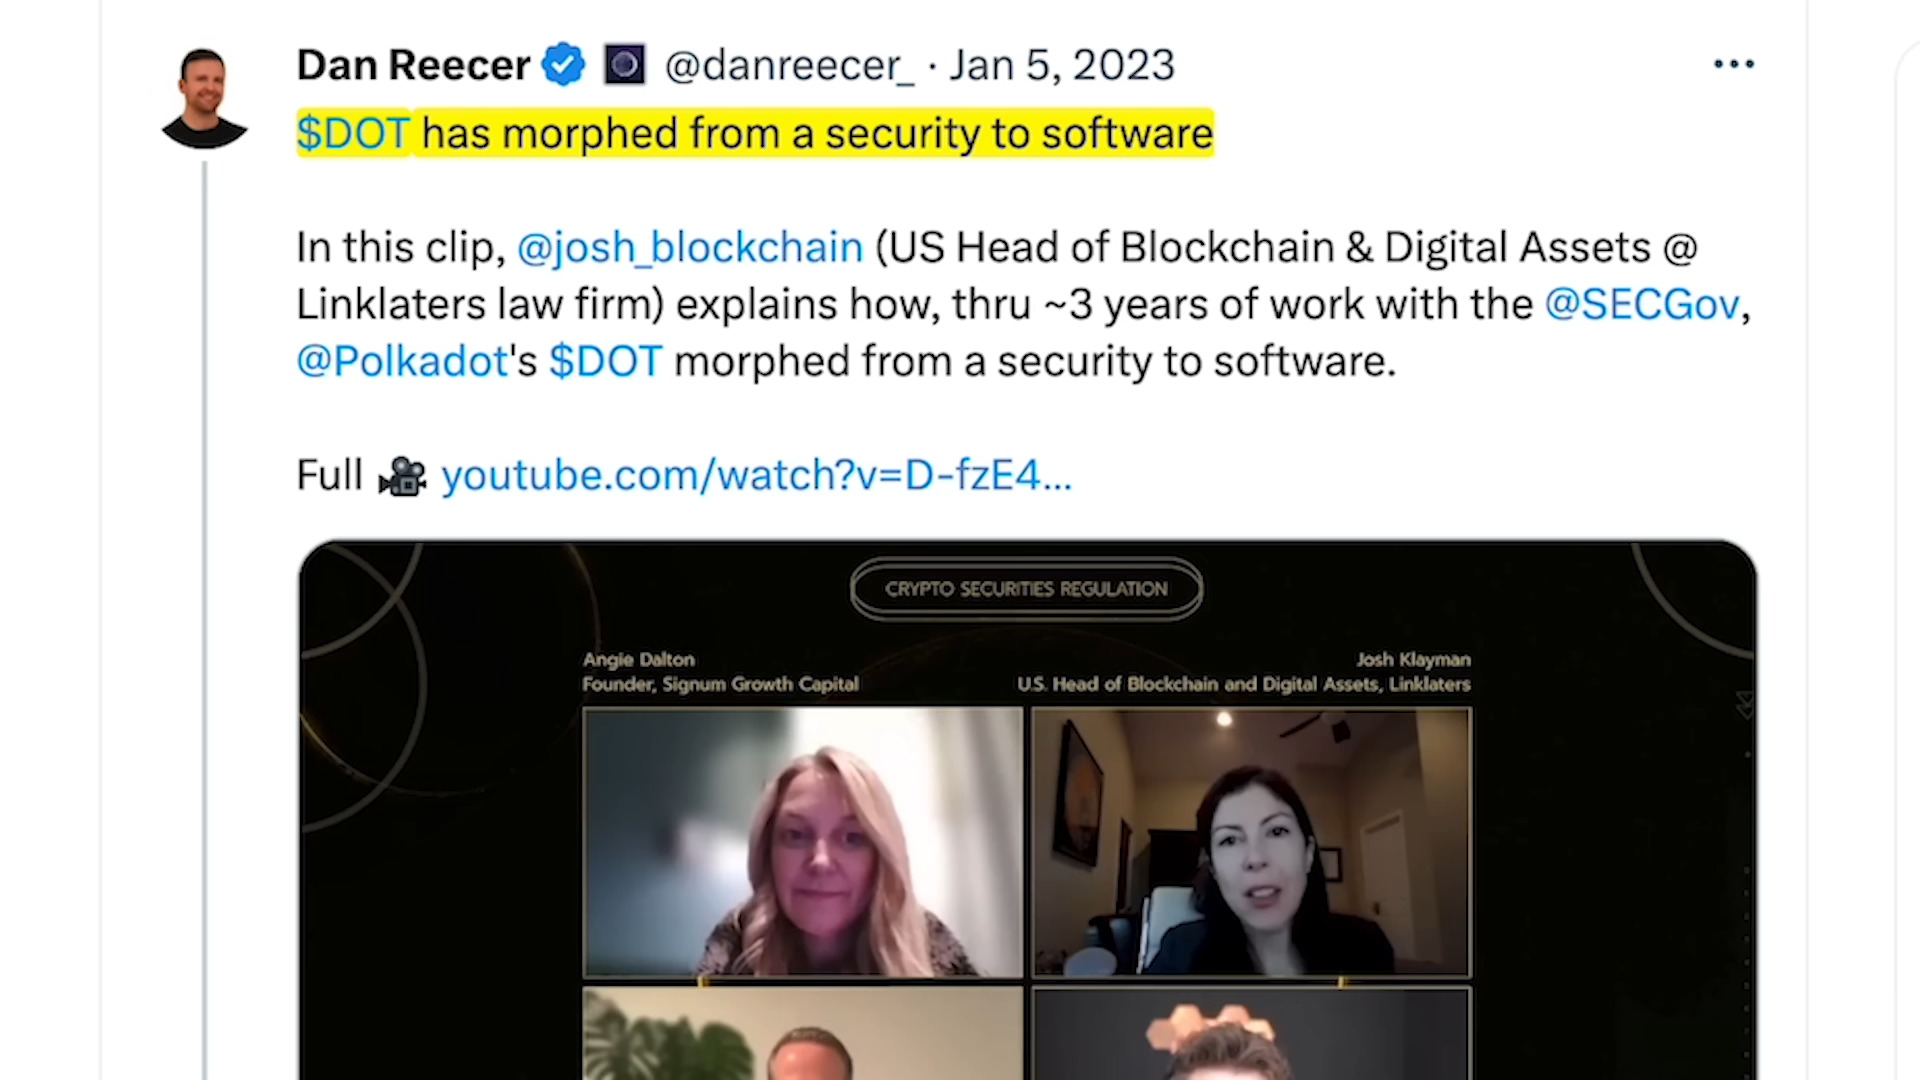 Dan Reecer @danreecer_ · Jan 5, 2023
$DOT has morphed from a security to software
In this clip, @josh_blockchain (US Head of Blockchain & Digital Assets @
Linklaters law firm) explains how, thru ~3 years of work with the @SECGov,
@Polkadot's $DOT morphed from a security to software.
Full 🎥 youtube.com/watch?v=D-fzE4...
CRYPTO SECURITIES REGULATION
Angie Dalton
Founder, Signum Growth Capital
Josh Klayman
U.S. Head of Blockchain and Digital Assets, Linklaters